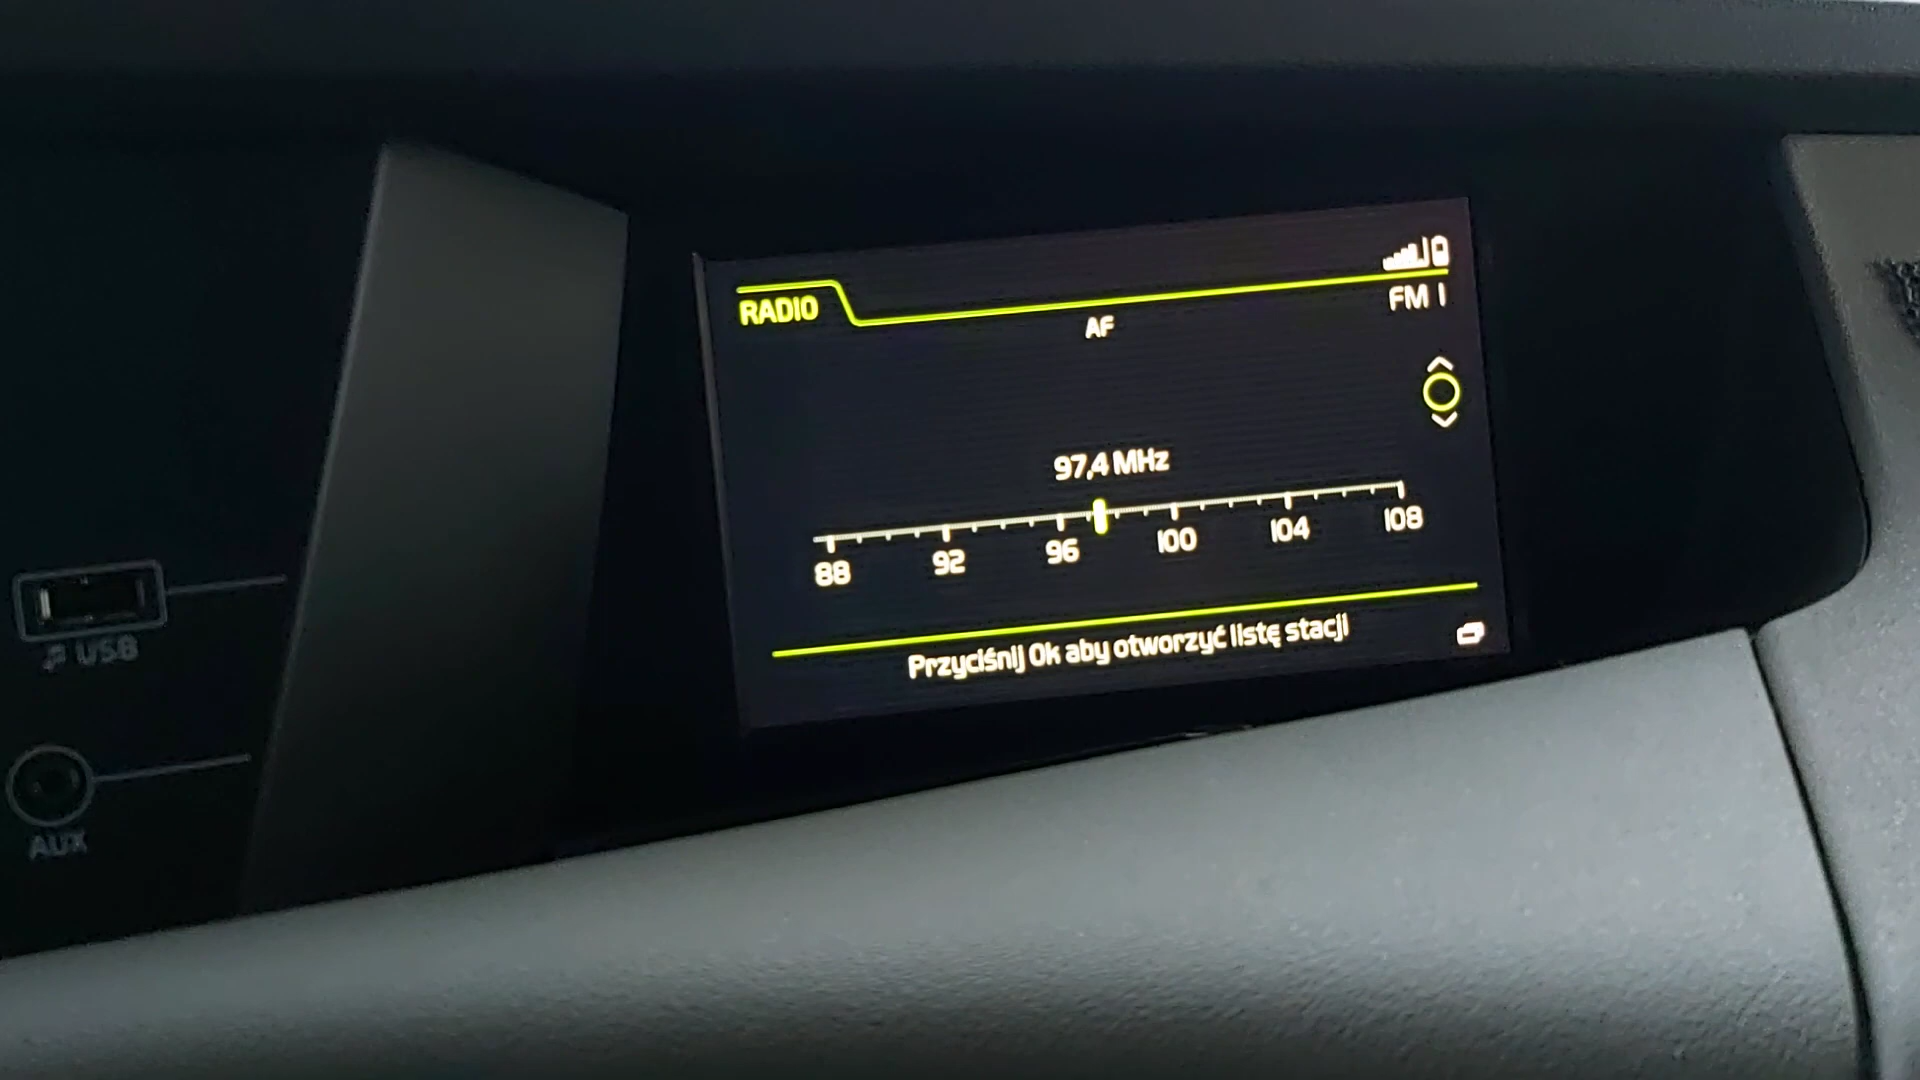 RADIO
FM 1
AF
97,4 MHz
88 92 96 100 104 108
Przyciśnij Ok aby otworzyć listę stacji
USB
AUX